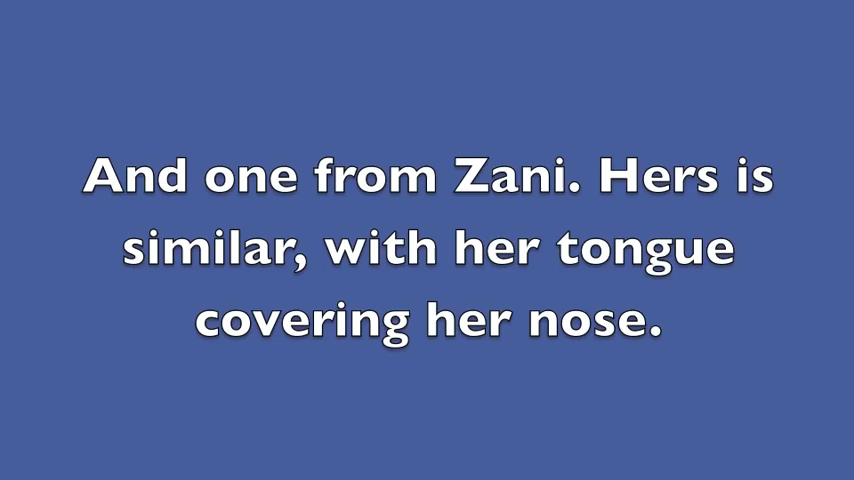 And one from Zani. Hers is
similar, with her tongue
covering her nose.